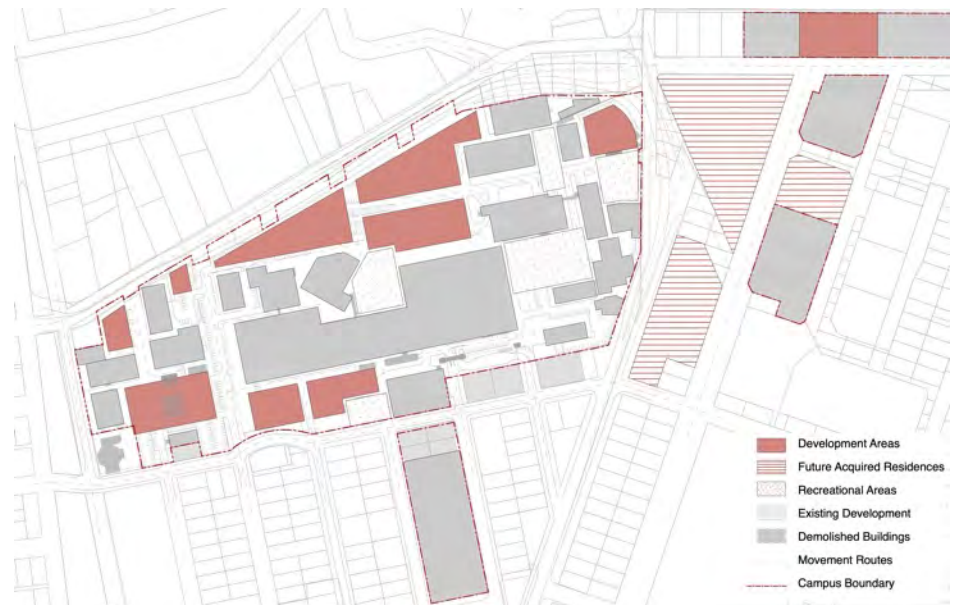 Development Areas
Future Acquired Residences
Recreational Areas
Existing Development
Demolished Buildings
Movement Routes
Campus Boundary